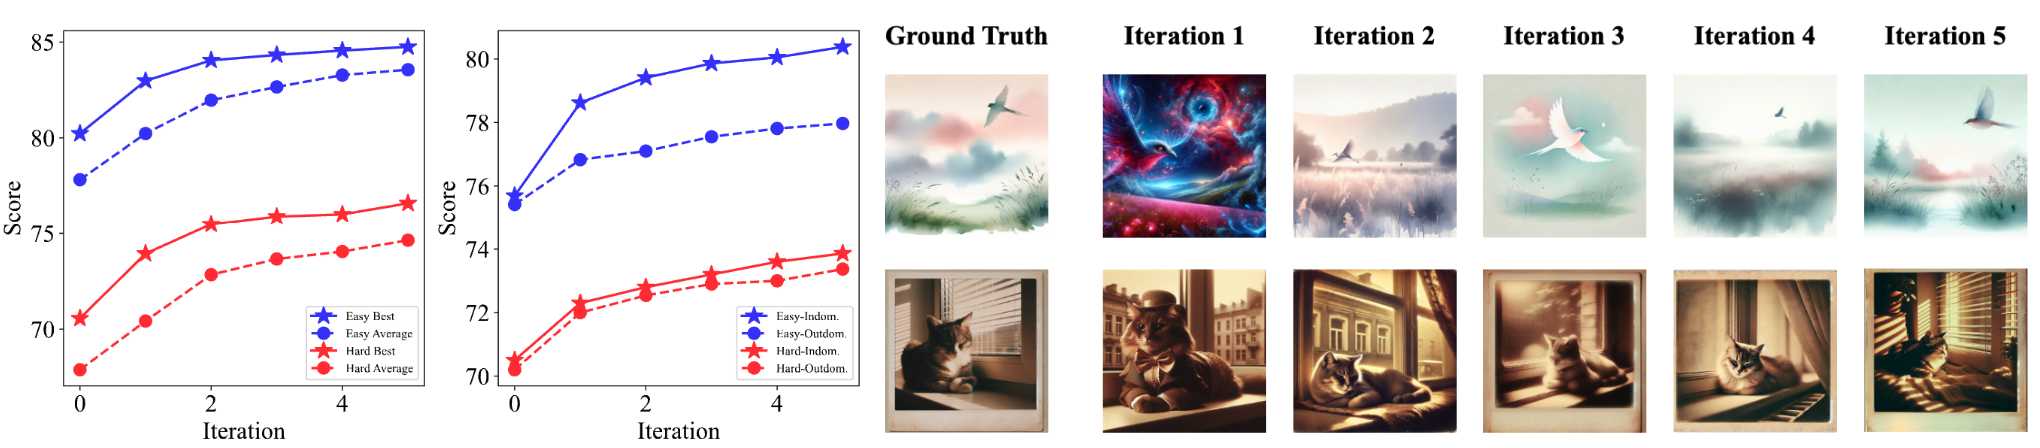 85
80
75
70
Score
0
2
4
Iteration
Easy Best
Easy Average
Hard Best
Hard Average
80
78
76
74
72
70
Score
0
2
4
Iteration
Easy-Indom.
Easy-Outdom.
Hard-Indom.
Hard-Outdom.
Ground Truth
Iteration 1
Iteration 2
Iteration 3
Iteration 4
Iteration 5